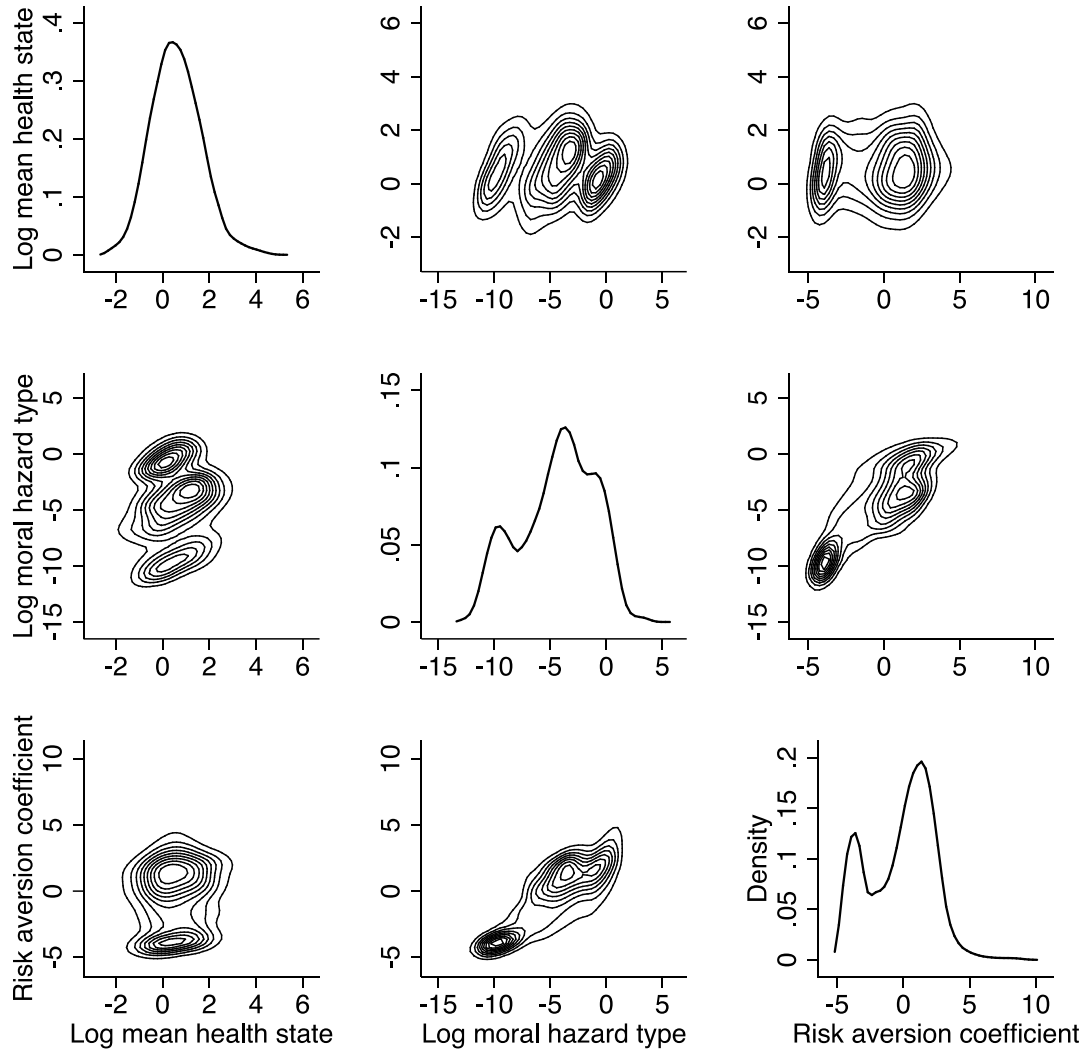 Log mean health state
0 .1 .2 .3 .4
-2 0 2 4 6
-2 0 2 4 6
-15 -10 -5 0 5
-2 0 2 4 6
-5 0 5 10
Log moral hazard type
-15 -10 -5 0 5
-2 0 2 4 6
0 .05 .1 .15
-15 -10 -5 0 5
-15 -10 -5 0 5
-5 0 5 10
Risk aversion coefficient
-5 0 5 10
-2 0 2 4 6
Log mean health state
-5 0 5 10
-15 -10 -5 0 5
Log moral hazard type
Density
0 .05 .1 .15 .2
-5 0 5 10
Risk aversion coefficient